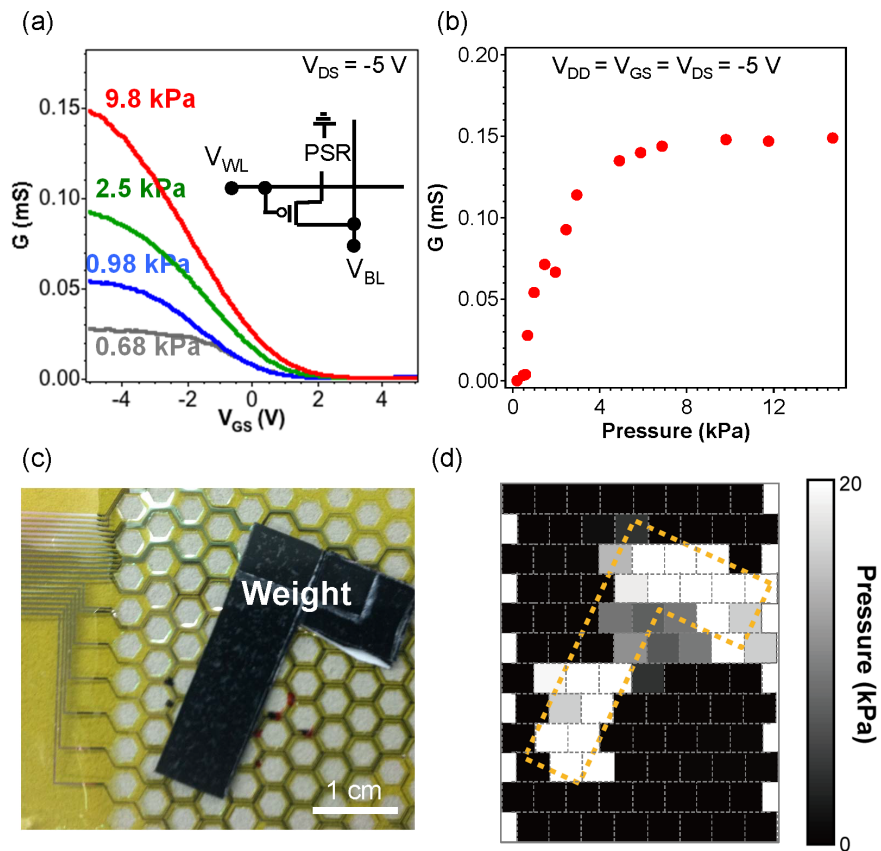 (a)
V_DS = -5 V
9.8 kPa
2.5 kPa
0.98 kPa
0.68 kPa
PSR
V_WL
V_BL
G (mS)
0.15
0.10
0.05
0.00
-4
-2
0
2
4
V_GS (V)
(b)
V_DD = V_GS = V_DS = -5 V
G (mS)
0.20
0.15
0.10
0.05
0.00
0
4
8
12
Pressure (kPa)
(c)
Weight
1 cm
(d)
20
0
Pressure (kPa)